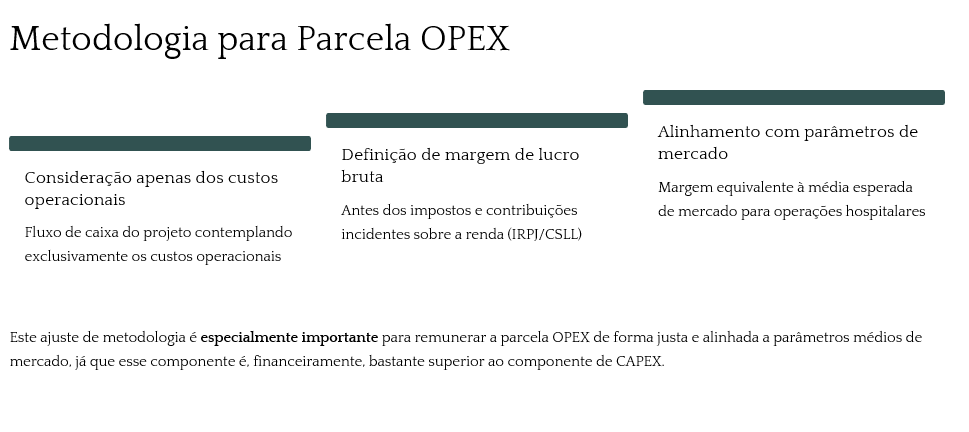 Metodologia para Parcela OPEX
Consideração apenas dos custos
operacionais
Fluxo de caixa do projeto contemplando
exclusivamente os custos operacionais
Definição de margem de lucro
bruta
Antes dos impostos e contribuições
incidentes sobre a renda (IRPJ/CSLL)
Alinhamento com parâmetros de
mercado
Margem equivalente à média esperada
de mercado para operações hospitalares
Este ajuste de metodologia é especialmente importante para remunerar a parcela OPEX de forma justa e alinhada a parâmetros médios de
mercado, já que esse componente é, financeiramente, bastante superior ao componente de CAPEX.